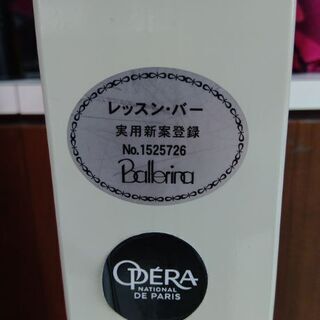 レッスン・バー
実用新案登録
No.1525726
Ballerina
OPÉRA
NATIONAL
DE PARIS